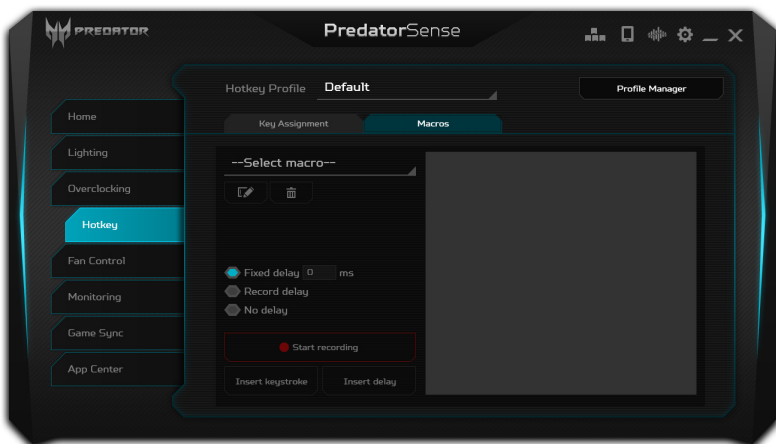 PREDATOR
PredatorSense
Hotkey Profile Default
Profile Manager
Home
Lighting
Overclocking
Hotkey
Fan Control
Monitoring
Game Sync
App Center
Key Assignment
Macros
--Select macro--
Fixed delay 0 ms
Record delay
No delay
Start recording
Insert keystroke
Insert delay